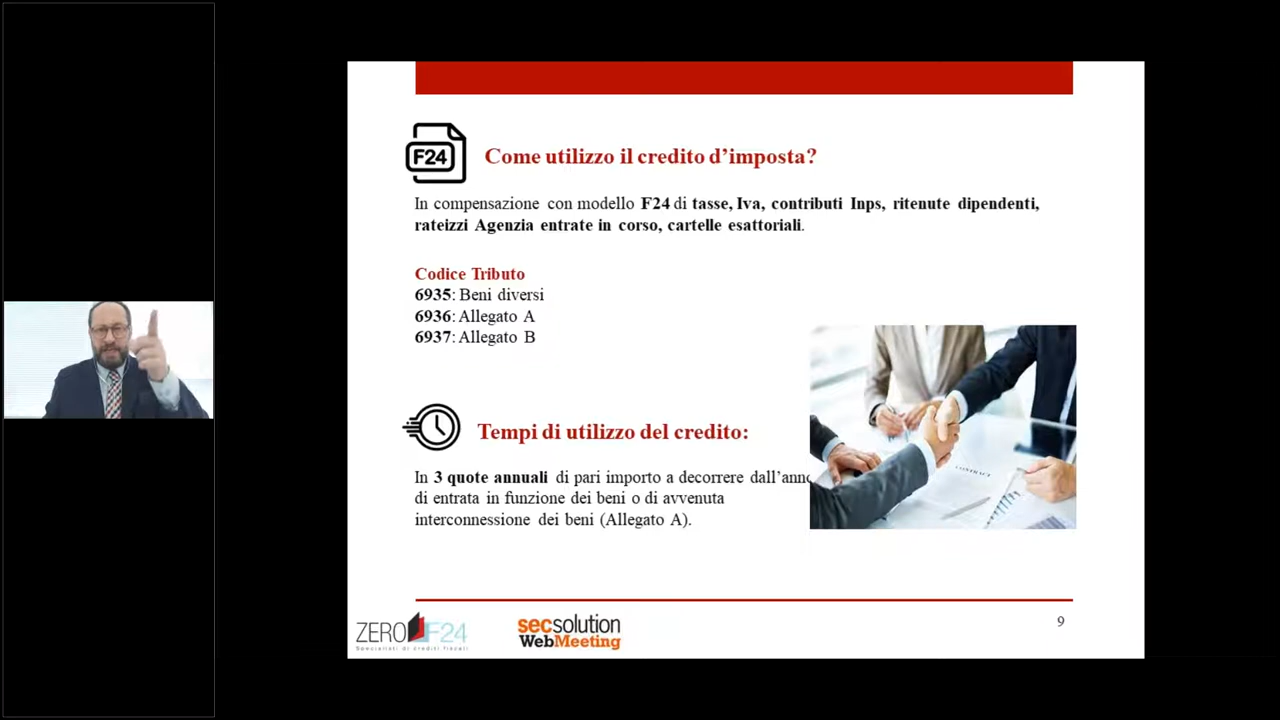 F24
Come utilizzo il credito d'imposta?
In compensazione con modello F24 di tasse, Iva, contributi Inps, ritenute dipendenti,
rateizzi Agenzia entrate in corso, cartelle esattoriali.
Codice Tributo
6935: Beni diversi
6936: Allegato A
6937: Allegato B
Tempi di utilizzo del credito:
In 3 quote annuali di pari importo a decorrere dall'anno
di entrata in funzione dei beni o di avvenuta
interconnessione dei beni (Allegato A).
CONTRACT
ZERO F24
Specialisti di crediti fiscali
secsolution
WebMeeting
9